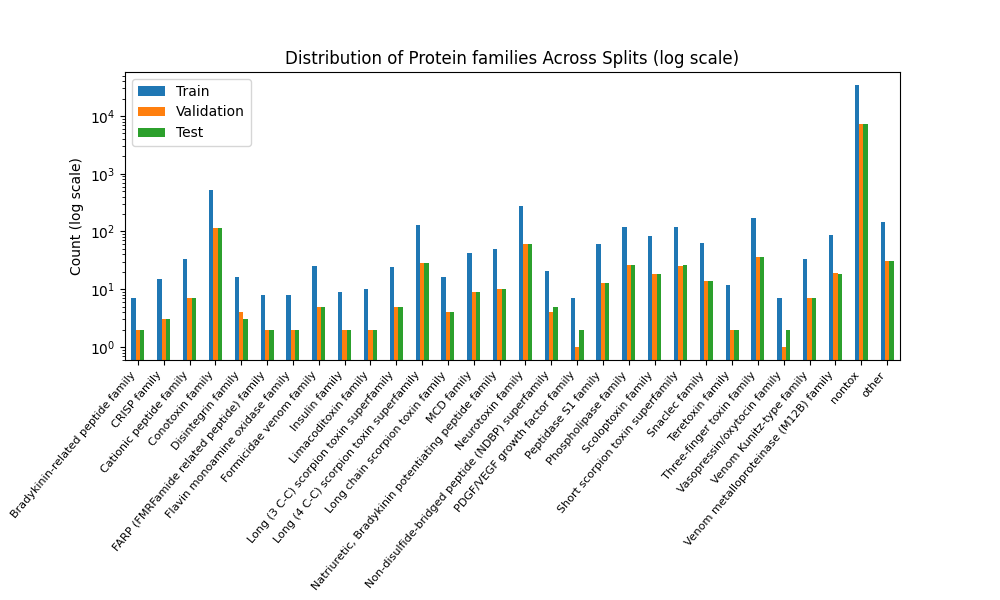 Distribution of Protein families Across Splits (log scale)
Train
Validation
Test
Count (log scale)
10⁴
10³
10²
10¹
10⁰
Bradykinin-related peptide family
CRISP family
Cationic peptide family
Conotoxin family
Disintegrin family
FARP (FMRFamide related peptide) family
Flavin monoamine oxidase family
Formicidae venom family
Insulin family
Limacoditoxin family
Long (3 C-C) scorpion toxin superfamily
Long (4 C-C) scorpion toxin superfamily
Long chain scorpion toxin family
MCD family
Natriuretic, Bradykinin potentiating peptide family
Neurotoxin family
Non-disulfide-bridged peptide (NDBP) superfamily
PDGF/VEGF growth factor family
Peptidase S1 family
Phospholipase family
Scoloptoxin family
Short scorpion toxin superfamily
Snaclec family
Teretoxin family
Three-finger toxin family
Vasopressin/oxytocin family
Venom Kunitz-type family
Venom metalloproteinase (M12B) family
nontox
other